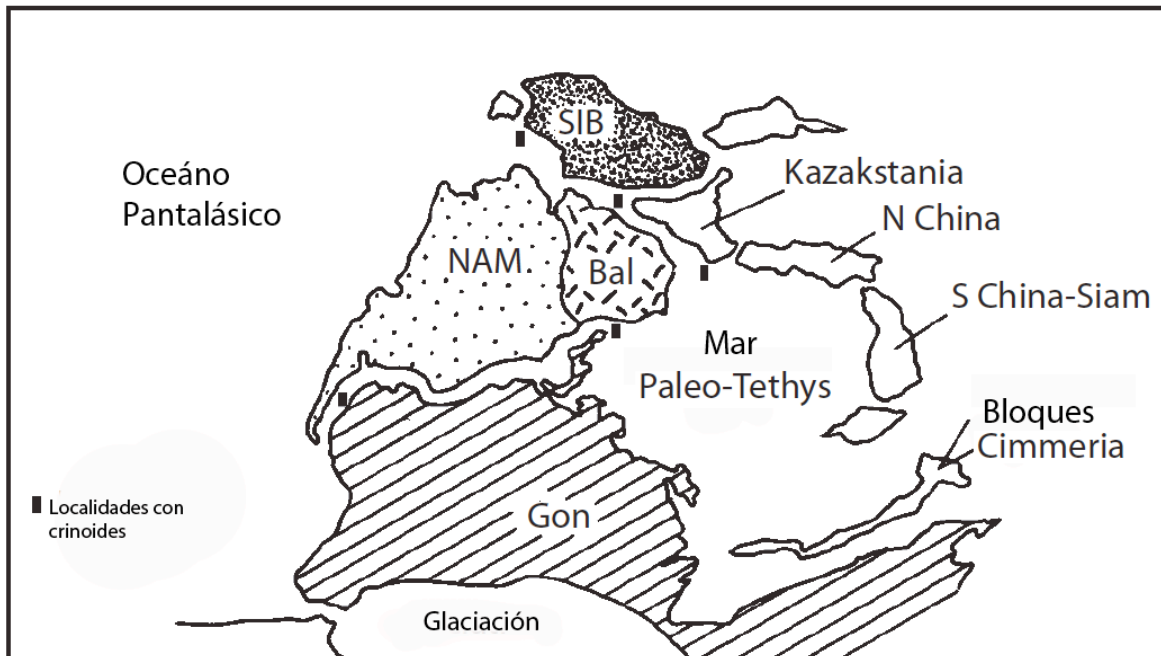 SIB
Oceáno
Pantalásico
Kazakstania
N China
NAM
Bal
S China-Siam
Mar
Paleo-Tethys
Bloques
Cimmeria
Localidades con
crinoides
Gon
Glaciación